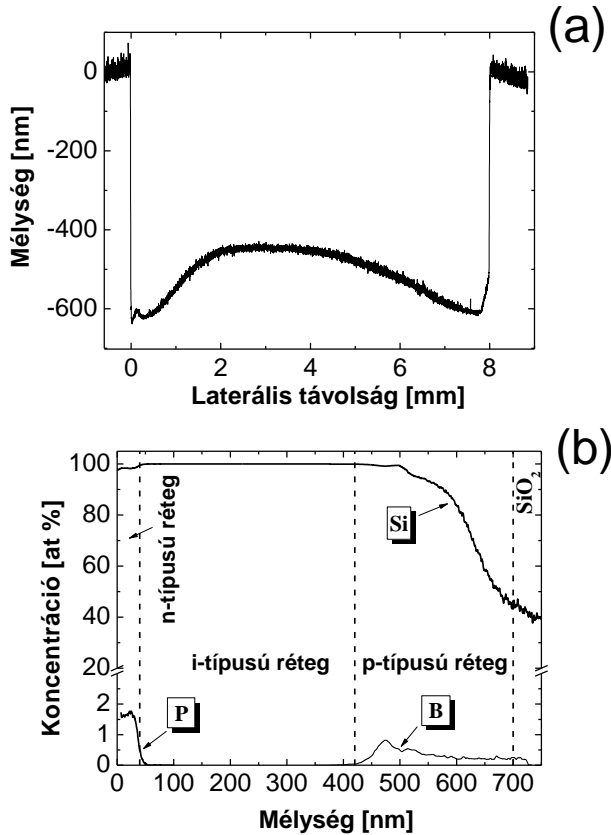 (a)
0
-200
-400
-600
Mélység [nm]
0 2 4 6 8
Laterális távolság [mm]
(b)
100
80
60
40
20
2
1
0
Koncentráció [at %]
n-típusú réteg
SiO₂
Si
i-típusú réteg
p-típusú réteg
P
B
0 100 200 300 400 500 600 700
Mélység [nm]